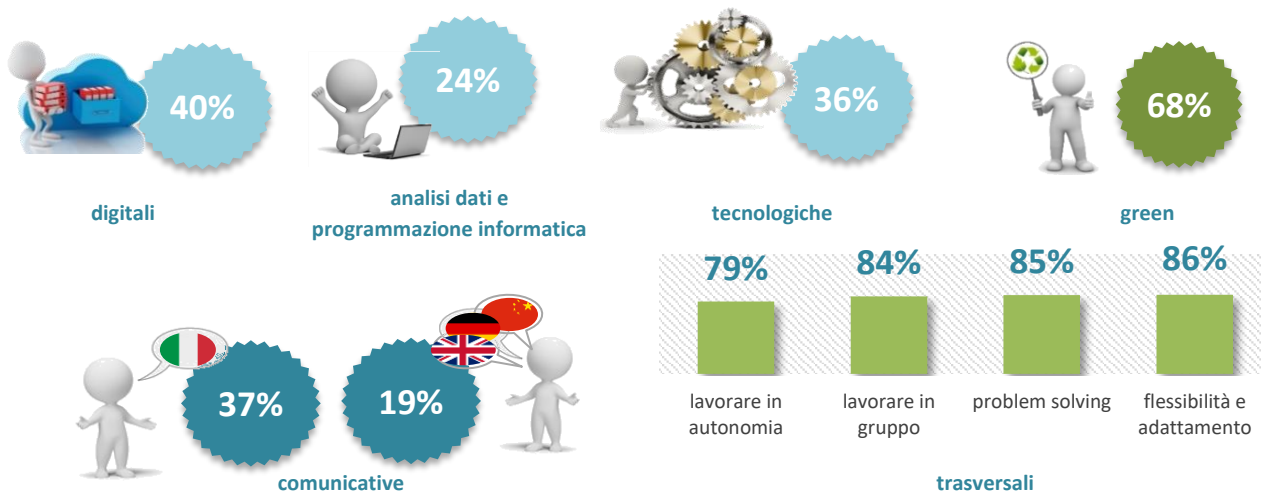 40%
24%
36%
68%
digitali
analisi dati e
programmazione informatica
tecnologiche
green
37%
19%
comunicative
79%
84%
85%
86%
lavorare in
autonomia
lavorare in
gruppo
problem solving
flessibilità e
adattamento
trasversali